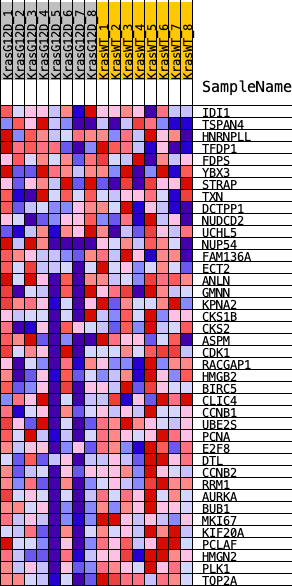 KrasG12D_1
KrasG12D_2
KrasG12D_3
KrasG12D_4
KrasG12D_5
KrasG12D_6
KrasG12D_7
KrasG12D_8
KrasWT_1
KrasWT_2
KrasWT_3
KrasWT_4
KrasWT_5
KrasWT_6
KrasWT_7
KrasWT_8
SampleName
IDI1
TSPAN4
HNRNPLL
TFDP1
FDPS
YBX3
STRAP
TXN
DCTPP1
NUDCD2
UCHL5
NUP54
FAM136A
ECT2
ANLN
GMNN
KPNA2
CKS1B
CKS2
ASPM
CDK1
RACGAP1
HMGB2
BIRC5
CLIC4
CCNB1
UBE2S
PCNA
E2F8
DTL
CCNB2
RRM1
AURKA
BUB1
MKI67
KIF20A
PCLAF
HMGN2
PLK1
TOP2A